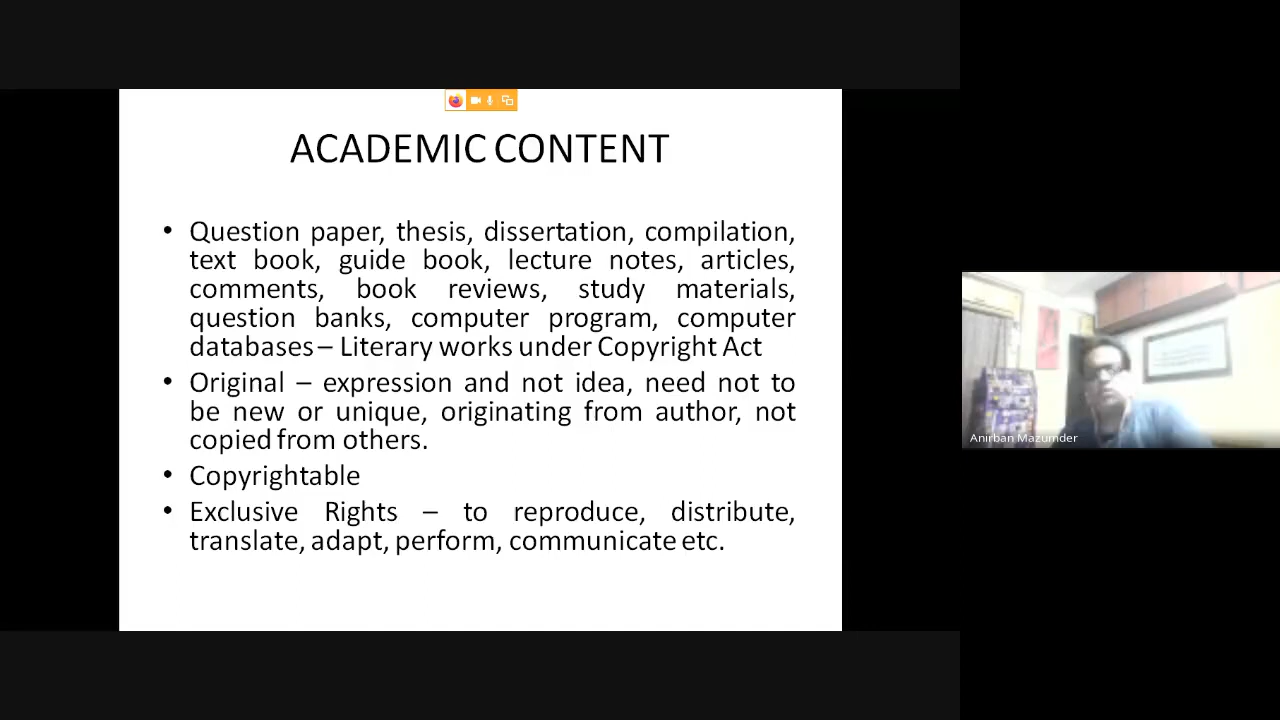 ACADEMIC CONTENT
• Question paper, thesis, dissertation, compilation,
text book, guide book, lecture notes, articles,
comments, book reviews, study materials,
question banks, computer program, computer
databases – Literary works under Copyright Act
• Original – expression and not idea, need not to
be new or unique, originating from author, not
copied from others.
• Copyrightable
• Exclusive Rights – to reproduce, distribute,
translate, adapt, perform, communicate etc.
Anirban Mazumder